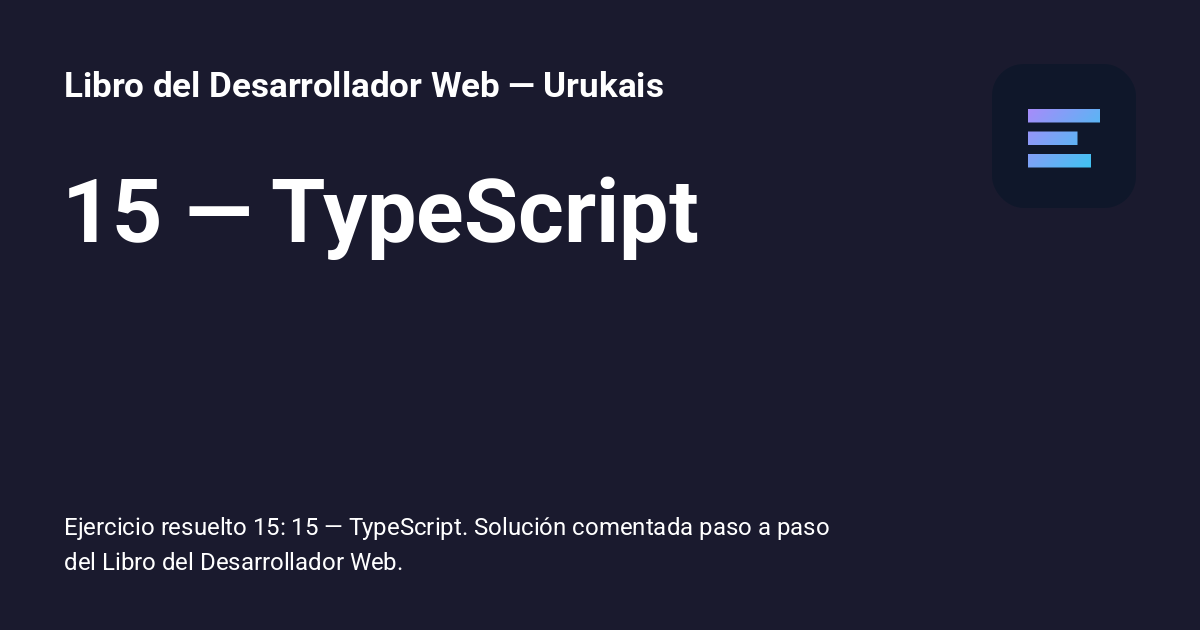 Libro del Desarrollador Web — Urukais
15 — TypeScript
Ejercicio resuelto 15: 15 — TypeScript. Solución comentada paso a paso
del Libro del Desarrollador Web.